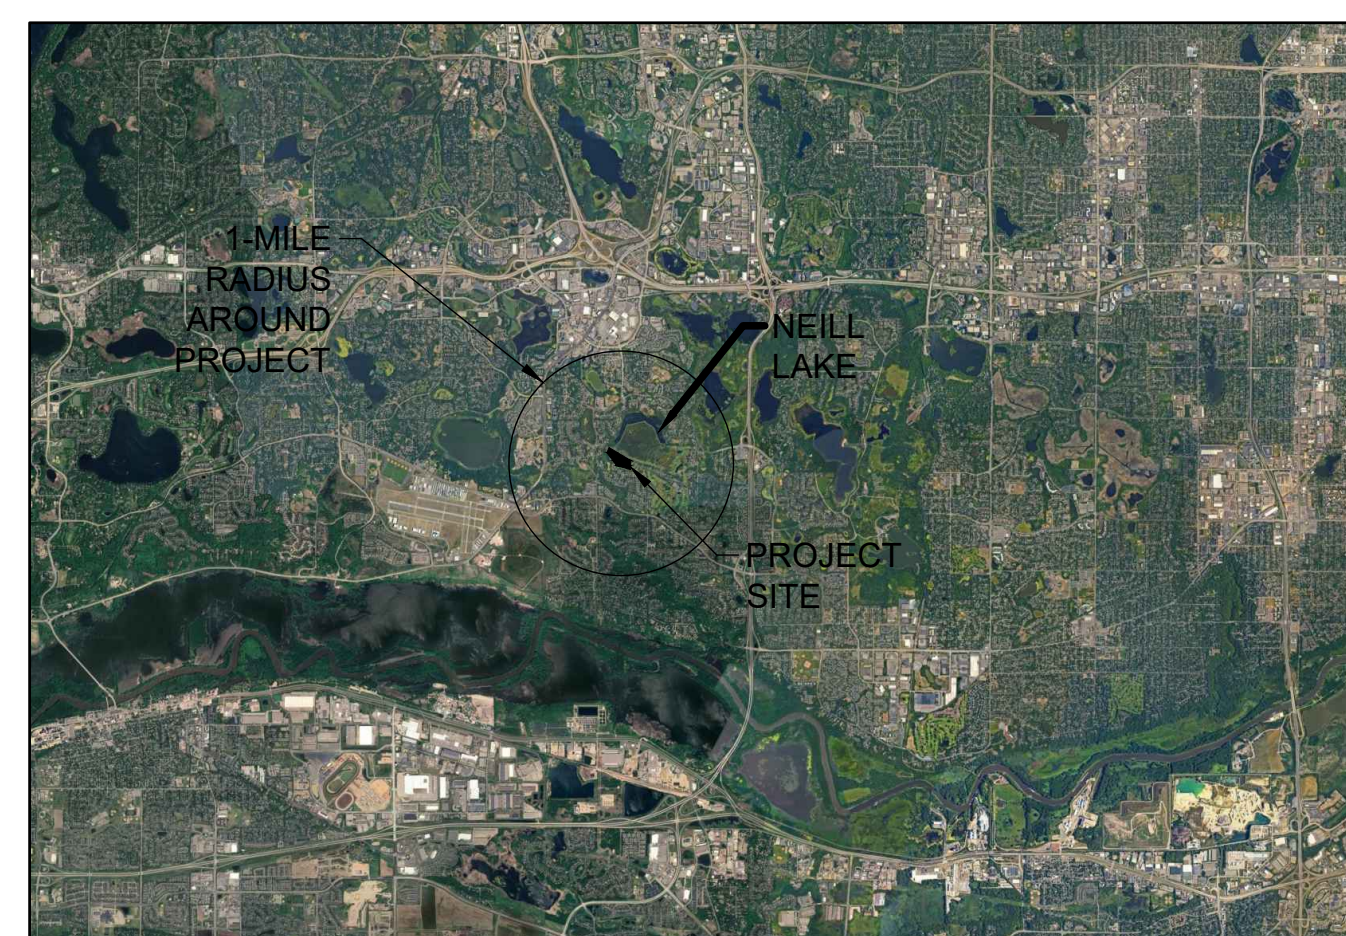 1-MILE
RADIUS
AROUND
PROJECT
NEILL
LAKE
PROJECT
SITE